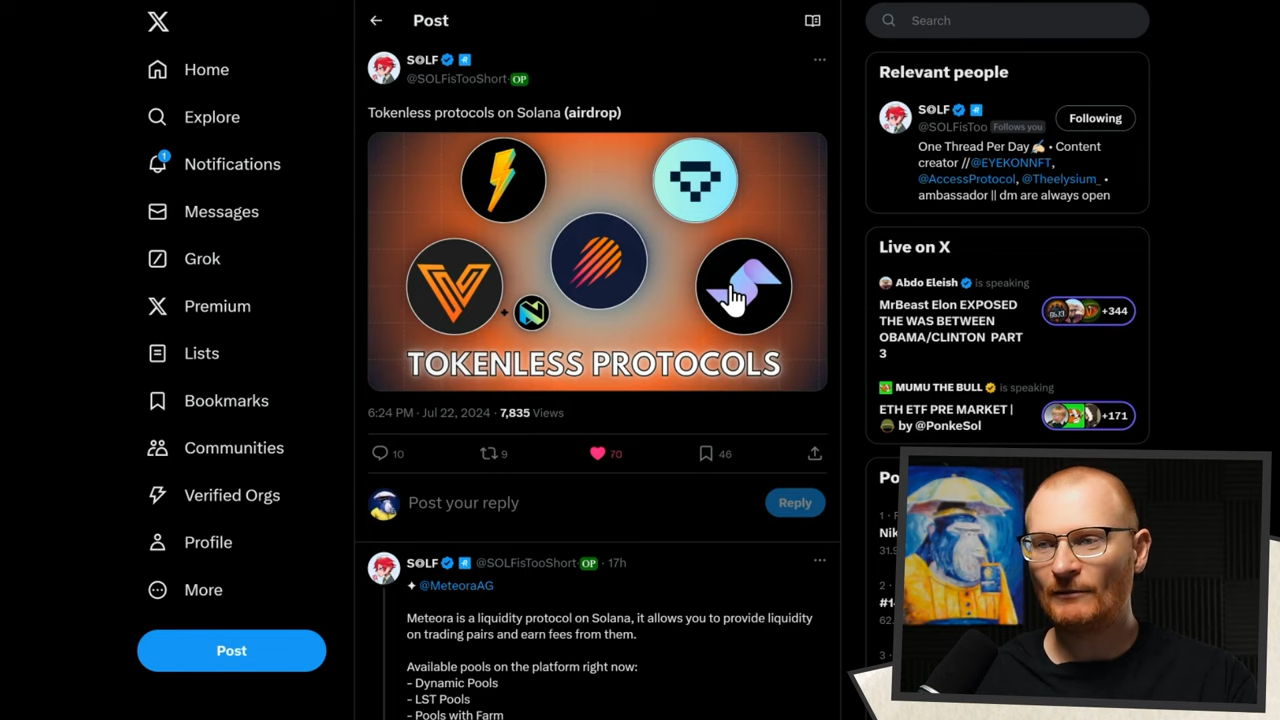 Home
Explore
1
Notifications
Messages
Grok
Premium
Lists
Bookmarks
Communities
Verified Orgs
Profile
More
Post
Post
SOLF
@SOLFisTooShort OP
Tokenless protocols on Solana (airdrop)
TOKENLESS PROTOCOLS
6:24 PM · Jul 22, 2024 · 7,835 Views
10
9
70
46
Post your reply
Reply
SOLF @SOLFisTooShort OP · 17h
✦ @MeteoraAG
Meteora is a liquidity protocol on Solana, it allows you to provide liquidity
on trading pairs and earn fees from them.
Available pools on the platform right now:
- Dynamic Pools
- LST Pools
- Pools with Farm
Search
Relevant people
SOLF
@SOLFisToo Follows you
Following
One Thread Per Day ✍🏻 • Content
creator //@EYEKONNFT,
@AccessProtocol, @Theelysium_ •
ambassador || dm are always open
Live on X
Abdo Eleish is speaking
MrBeast Elon EXPOSED
THE WAS BETWEEN
OBAMA/CLINTON PART
3
+344
MUMU THE BULL is speaking
ETH ETF PRE MARKET |
by @PonkeSol
+171